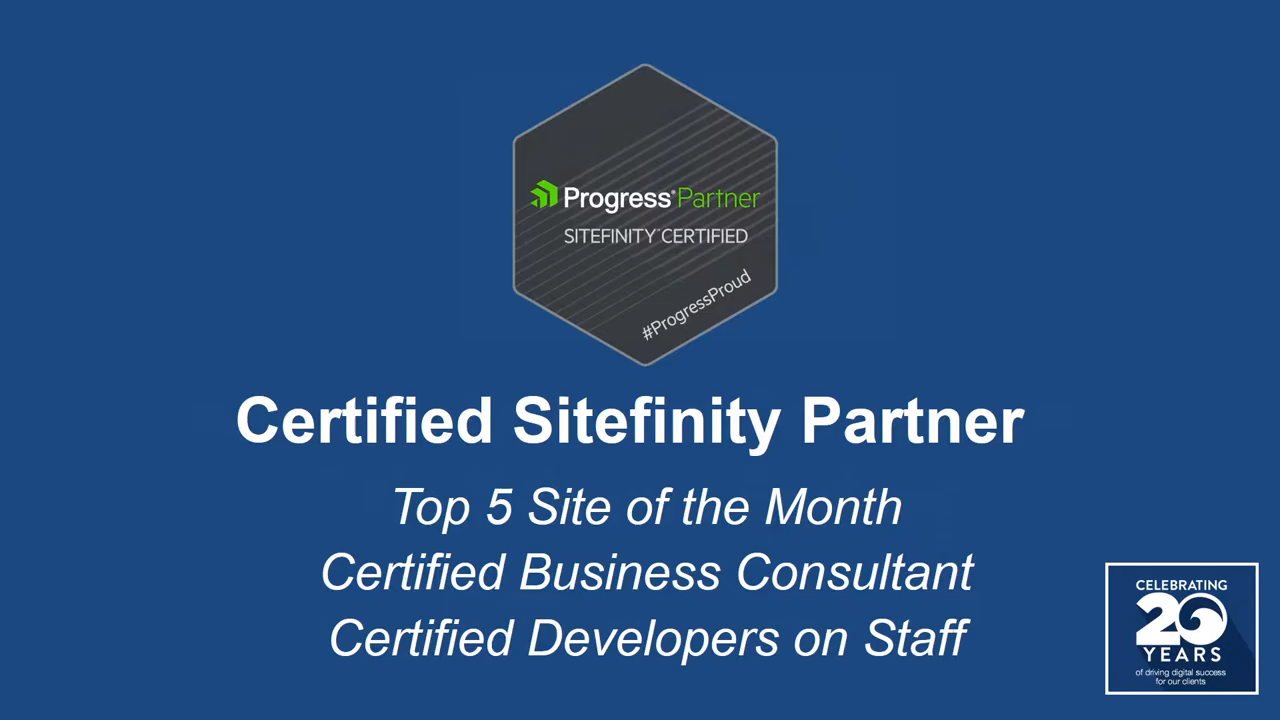 Progress® Partner
SITEFINITY™ CERTIFIED
#ProgressProud
Certified Sitefinity Partner
Top 5 Site of the Month
Certified Business Consultant
Certified Developers on Staff
CELEBRATING
20
YEARS
of driving digital success
for our clients